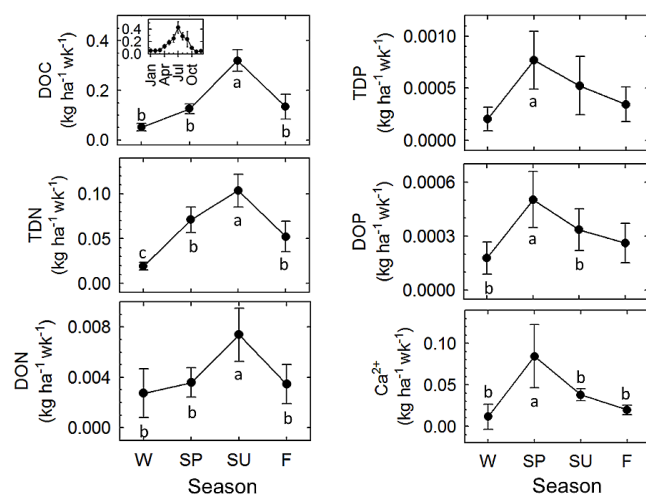 0.4
0.2
0.0
Jan
Apr
Jul
Oct
DOC
(kg ha⁻¹ wk⁻¹)
0.4
0.2
0.0
b
b
a
b
TDN
(kg ha⁻¹ wk⁻¹)
0.10
0.05
0.00
c
b
a
b
DON
(kg ha⁻¹ wk⁻¹)
0.008
0.004
0.000
b
b
a
b
W SP SU F
Season
TDP
(kg ha⁻¹ wk⁻¹)
0.0010
0.0005
0.0000
a
DOP
(kg ha⁻¹ wk⁻¹)
0.0006
0.0003
0.0000
b
a
b
Ca²⁺
(kg ha⁻¹ wk⁻¹)
0.10
0.05
0.00
b
a
b
b
W SP SU F
Season